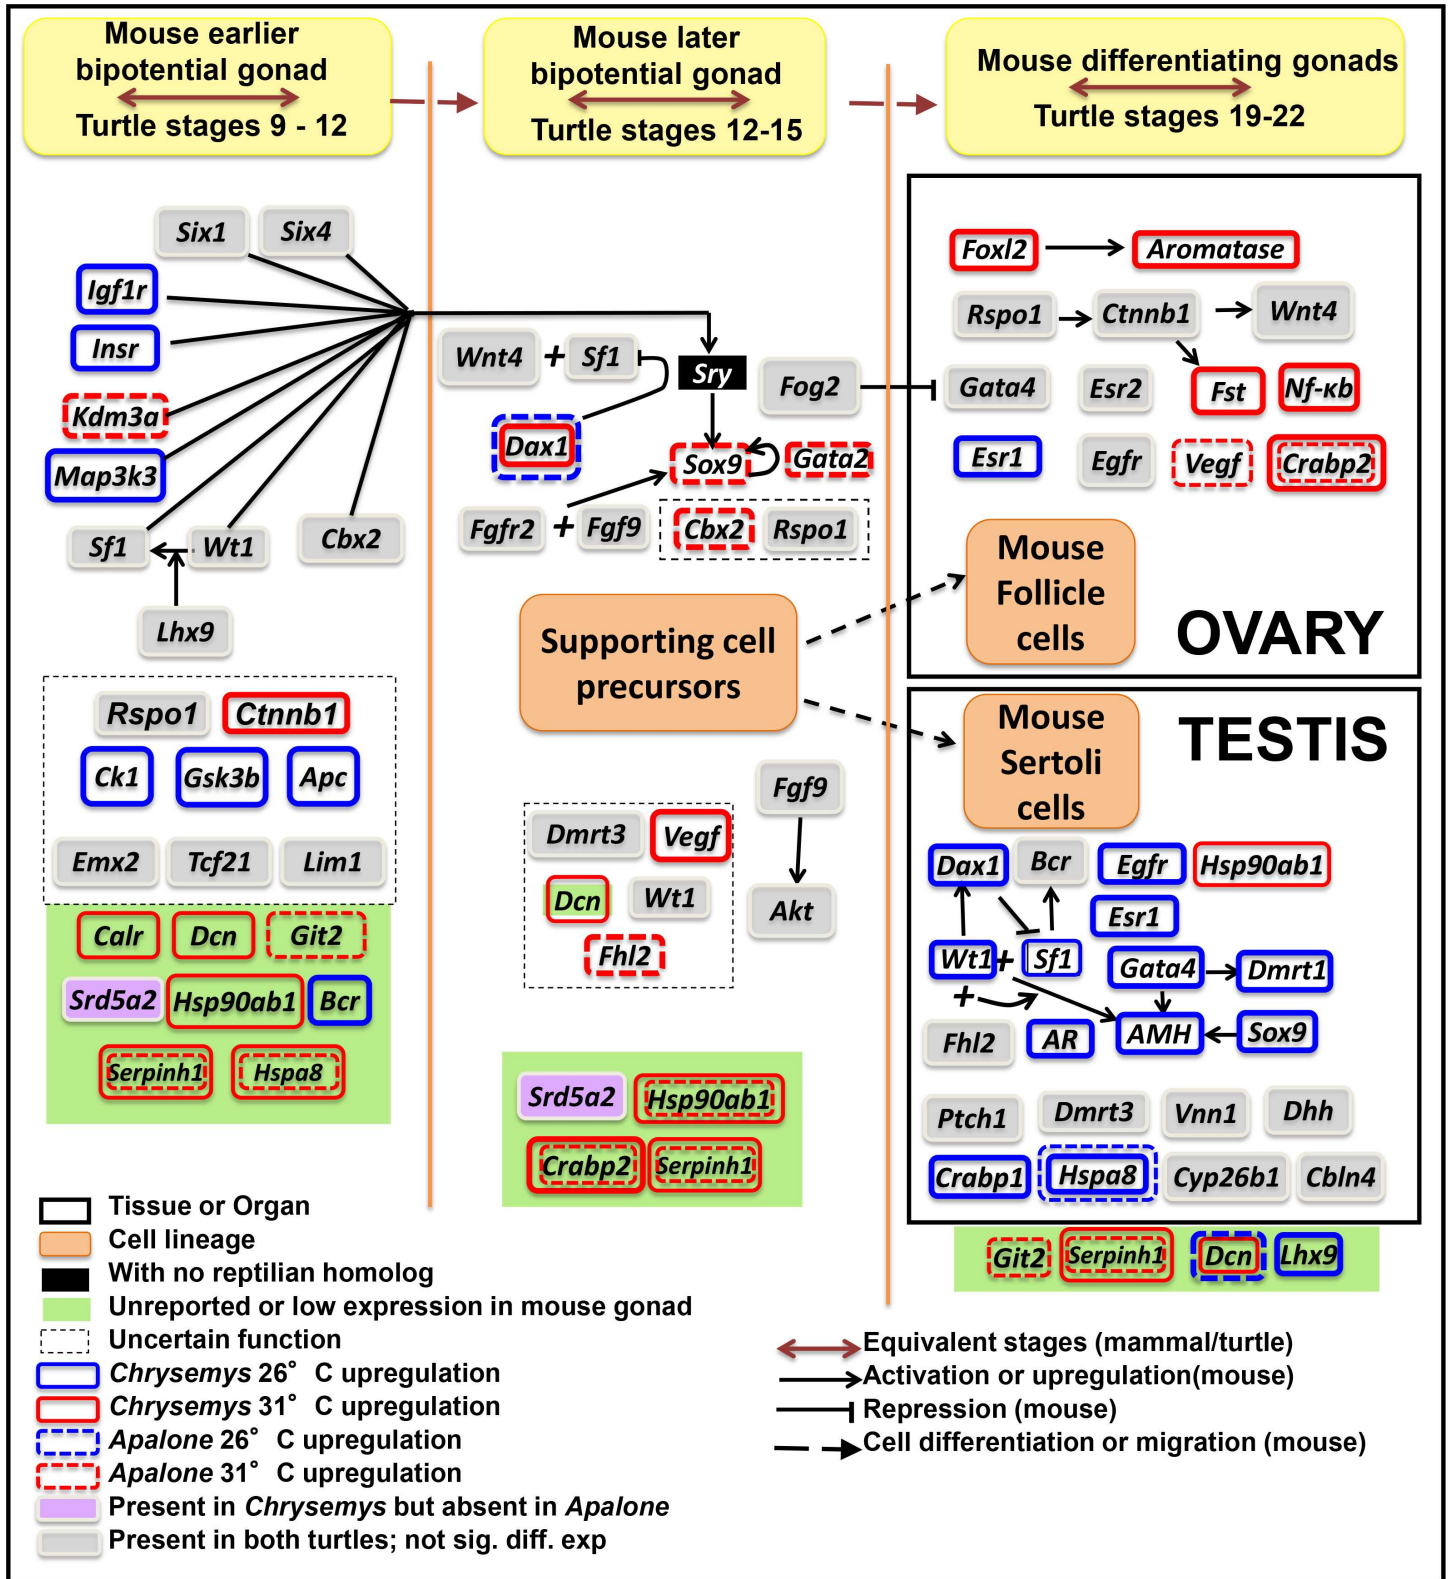 Mouse earlier
bipotential gonad
Turtle stages 9 - 12
Mouse later
bipotential gonad
Turtle stages 12-15
Mouse differentiating gonads
Turtle stages 19-22
Six1
Six4
Igf1r
Insr
Kdm3a
Map3k3
Sf1
Wt1
Cbx2
Lhx9
Rspo1
Ctnnb1
Ck1
Gsk3b
Apc
Emx2
Tcf21
Lim1
Calr
Dcn
Git2
Srd5a2
Hsp90ab1
Bcr
Serpinh1
Hspa8
Wnt4 + Sf1
Sry
Fog2
Dax1
Sox9
Gata2
Fgfr2 + Fgf9
Cbx2
Rspo1
Supporting cell
precursors
Fgf9
Akt
Dmrt3
Vegf
Dcn
Wt1
Fhl2
Srd5a2
Hsp90ab1
Crabp2
Serpinh1
Foxl2
Aromatase
Rspo1
Ctnnb1
Wnt4
Gata4
Esr2
Fst
Nf-κb
Esr1
Egfr
Vegf
Crabp2
Mouse
Follicle
cells
OVARY
Mouse
Sertoli
cells
TESTIS
Dax1
Bcr
Egfr
Hsp90ab1
Esr1
Wt1 + Sf1
Gata4
Dmrt1
+
Fhl2
AR
AMH
Sox9
Ptch1
Dmrt3
Vnn1
Dhh
Crabp1
Hspa8
Cyp26b1
Cbln4
Git2
Serpinh1
Dcn
Lhx9
Tissue or Organ
Cell lineage
With no reptilian homolog
Unreported or low expression in mouse gonad
Uncertain function
Chrysemys 26° C upregulation
Chrysemys 31° C upregulation
Apalone 26° C upregulation
Apalone 31° C upregulation
Present in Chrysemys but absent in Apalone
Present in both turtles; not sig. diff. exp
Equivalent stages (mammal/turtle)
Activation or upregulation(mouse)
Repression (mouse)
Cell differentiation or migration (mouse)